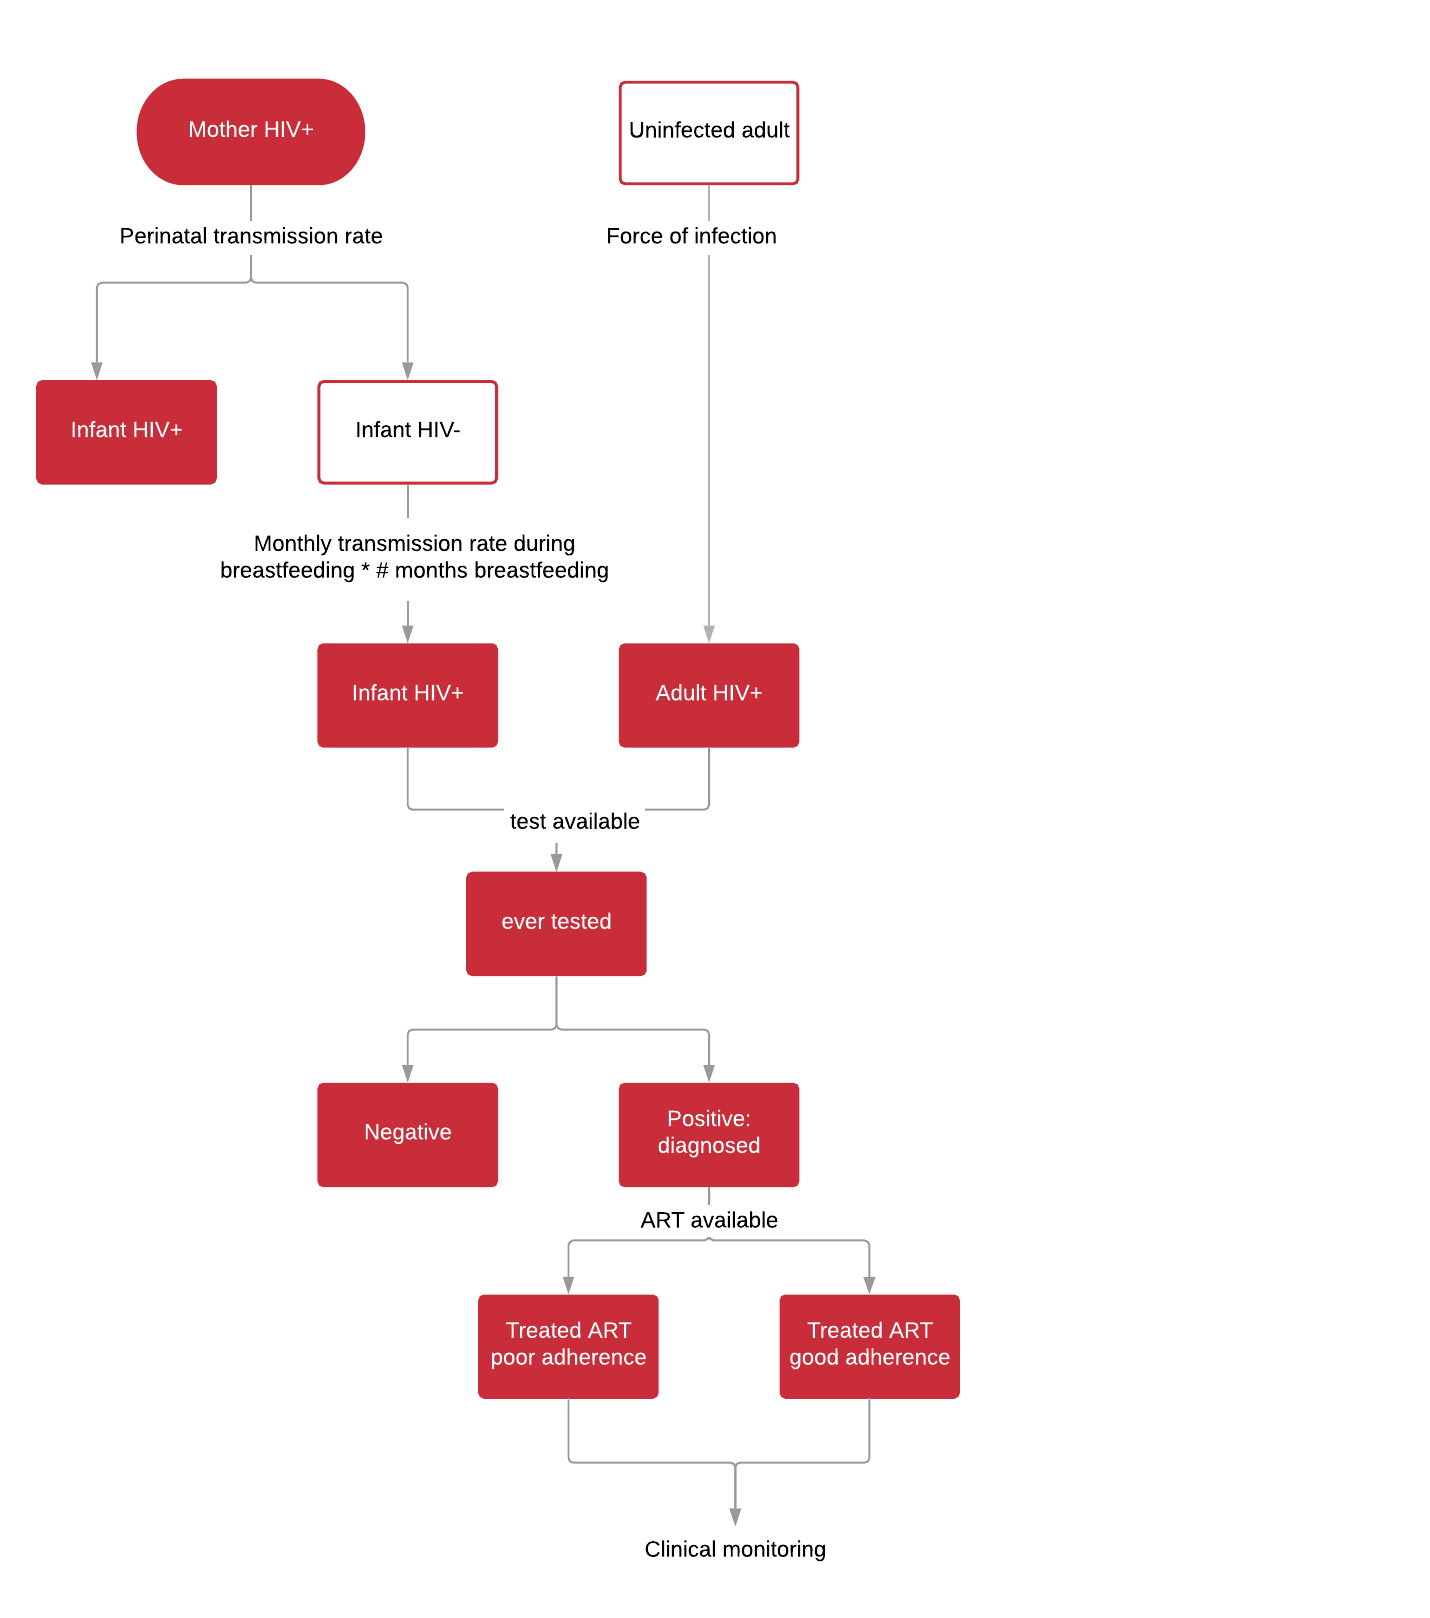 Mother HIV+
Uninfected adult
Perinatal transmission rate
Force of infection
Infant HIV+
Infant HIV-
Monthly transmission rate during
breastfeeding * # months breastfeeding
Infant HIV+
Adult HIV+
test available
ever tested
Negative
Positive:
diagnosed
ART available
Treated ART
poor adherence
Treated ART
good adherence
Clinical monitoring